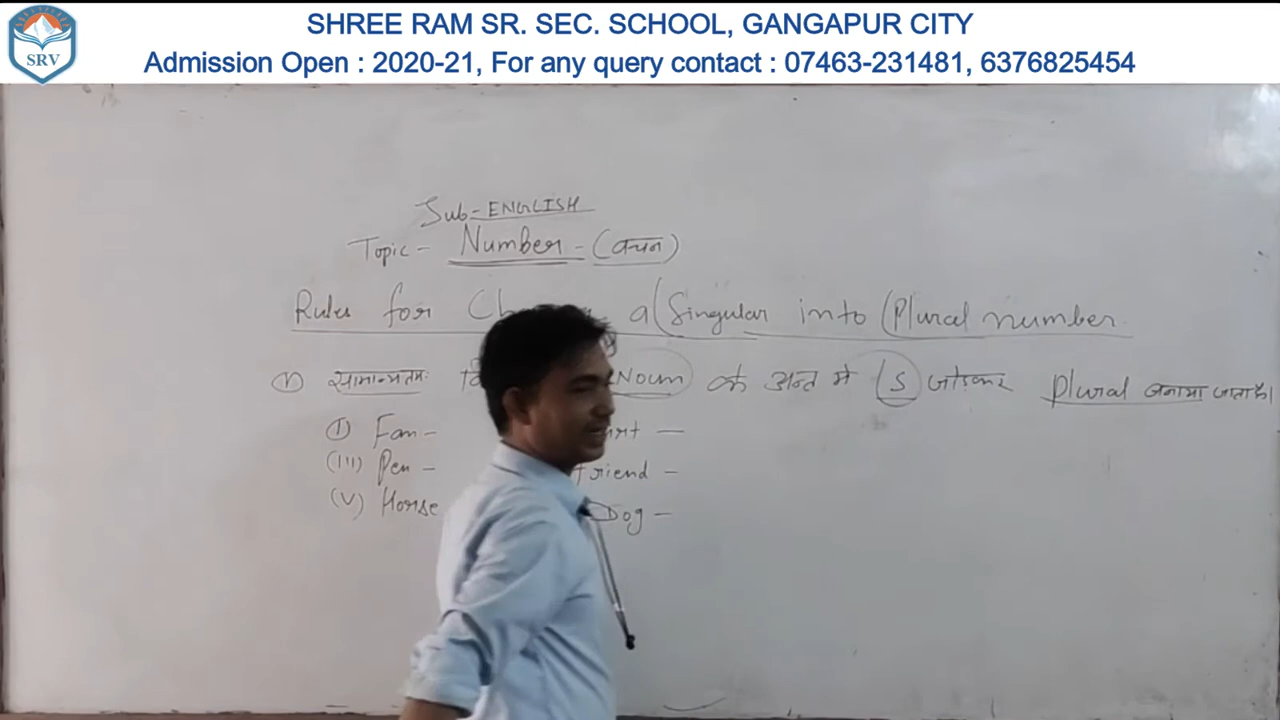 SHREE RAM SR. SEC. SCHOOL, GANGAPUR CITY
SRV
Admission Open : 2020-21, For any query contact : 07463-231481, 6376825454
Sub-ENGLISH
Topic- Number-(वचन)
Rules for a (Singular into (Plural number.
सामान्यतः Noun के अन्त मे (S) जोडकर Plural बनाया जाता है।
(I) Fan-
(III) Pen- friend-
(V) Horse Dog-